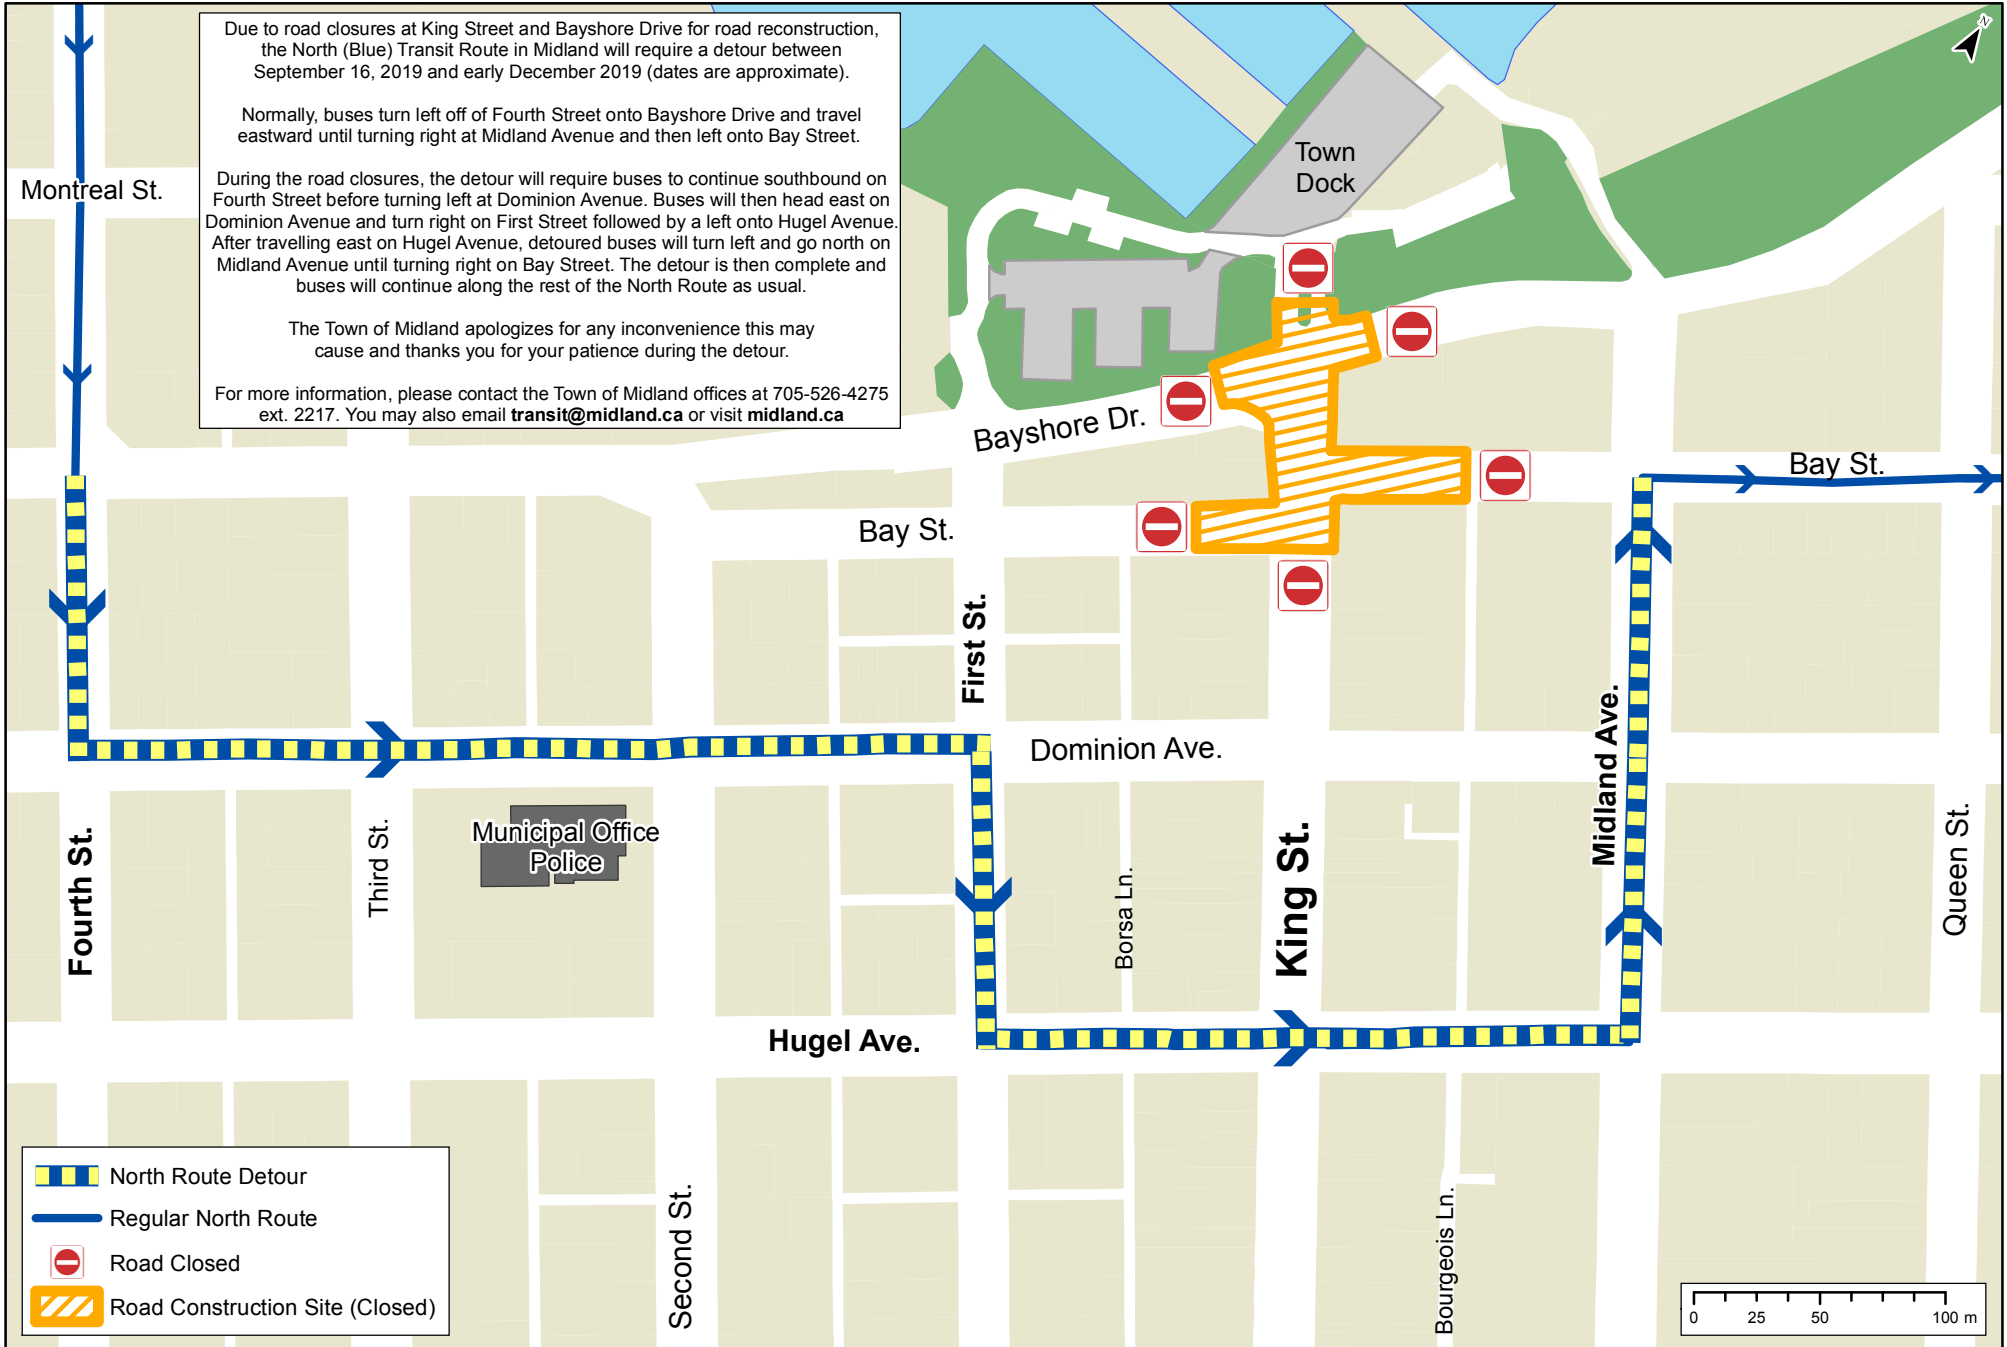 Due to road closures at King Street and Bayshore Drive for road reconstruction,
the North (Blue) Transit Route in Midland will require a detour between
September 16, 2019 and early December 2019 (dates are approximate).
Normally, buses turn left off of Fourth Street onto Bayshore Drive and travel
eastward until turning right at Midland Avenue and then left onto Bay Street.
During the road closures, the detour will require buses to continue southbound on
Fourth Street before turning left at Dominion Avenue. Buses will then head east on
Dominion Avenue and turn right on First Street followed by a left onto Hugel Avenue.
After travelling east on Hugel Avenue, detoured buses will turn left and go north on
Midland Avenue until turning right on Bay Street. The detour is then complete and
buses will continue along the rest of the North Route as usual.
The Town of Midland apologizes for any inconvenience this may
cause and thanks you for your patience during the detour.
For more information, please contact the Town of Midland offices at 705-526-4275
ext. 2217. You may also email transit@midland.ca or visit midland.ca
N
Montreal St.
Town
Dock
Bayshore Dr.
Bay St.
Bay St.
First St.
Dominion Ave.
Midland Ave.
Municipal Office
Police
Fourth St.
Third St.
Borsa Ln.
King St.
Queen St.
Hugel Ave.
Second St.
Bourgeois Ln.
North Route Detour
Regular North Route
Road Closed
Road Construction Site (Closed)
0 25 50 100 m